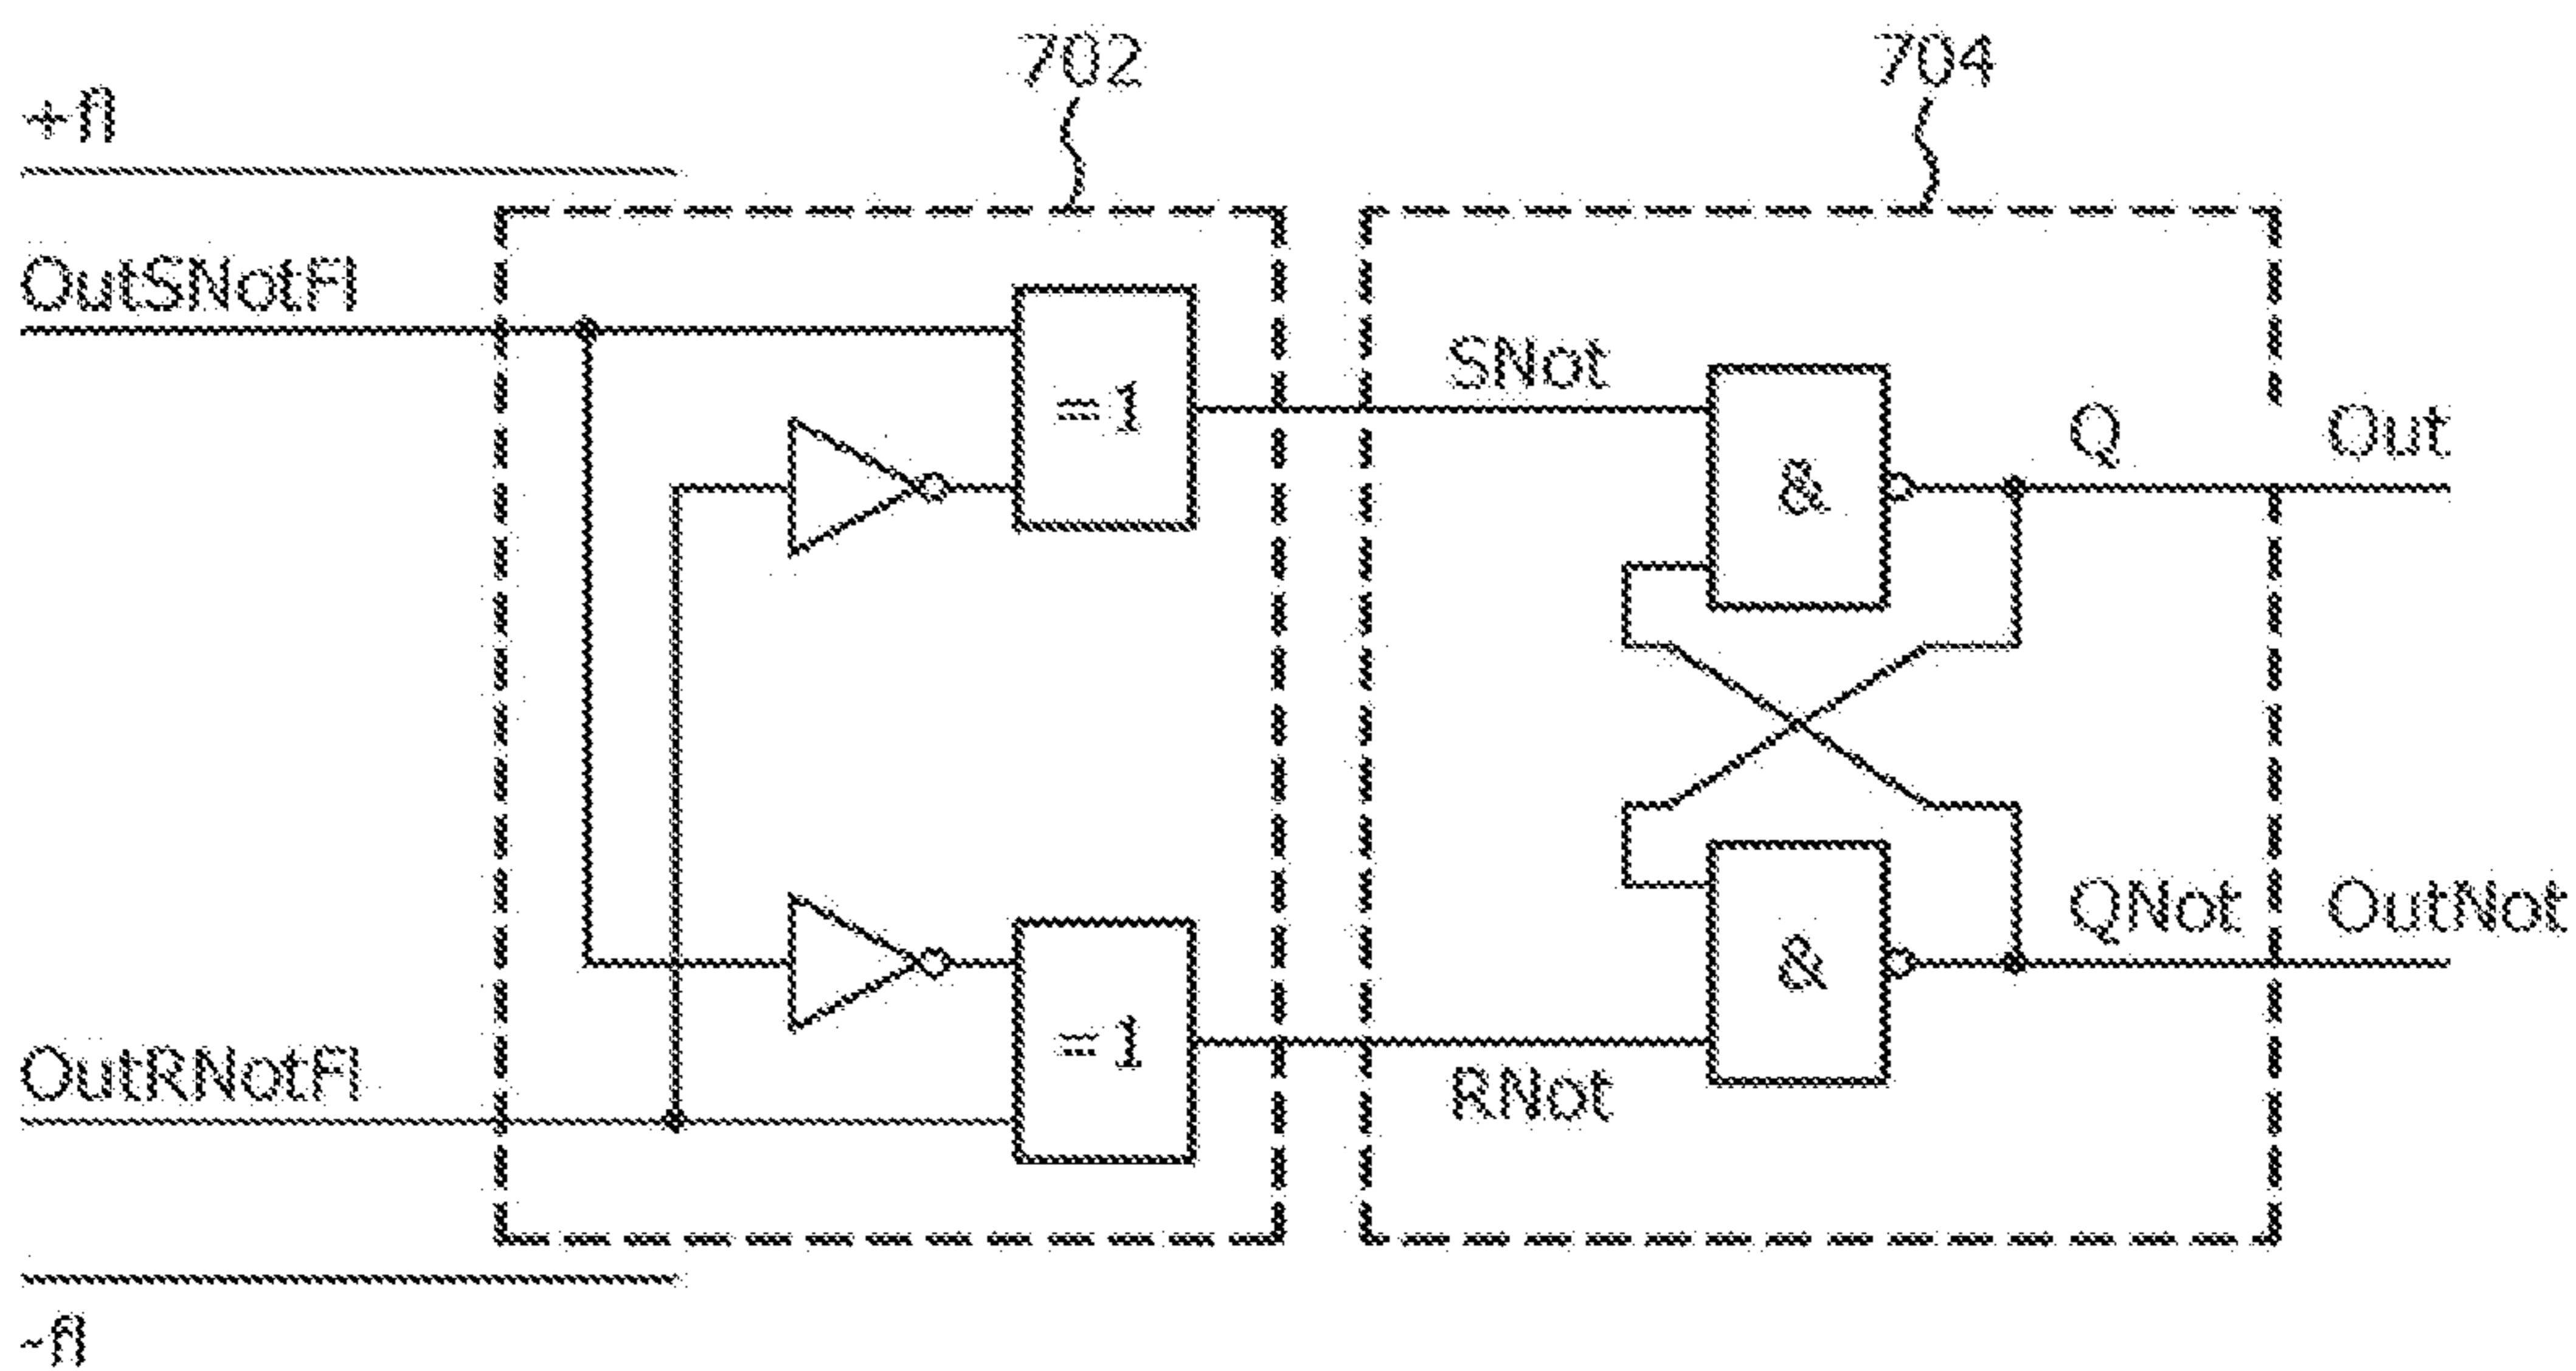 702
704
+fl
OutSNotFl
=1
SNot
&
Q
Out
=1
&
QNot
OutNot
OutRNotFl
RNot
-fl